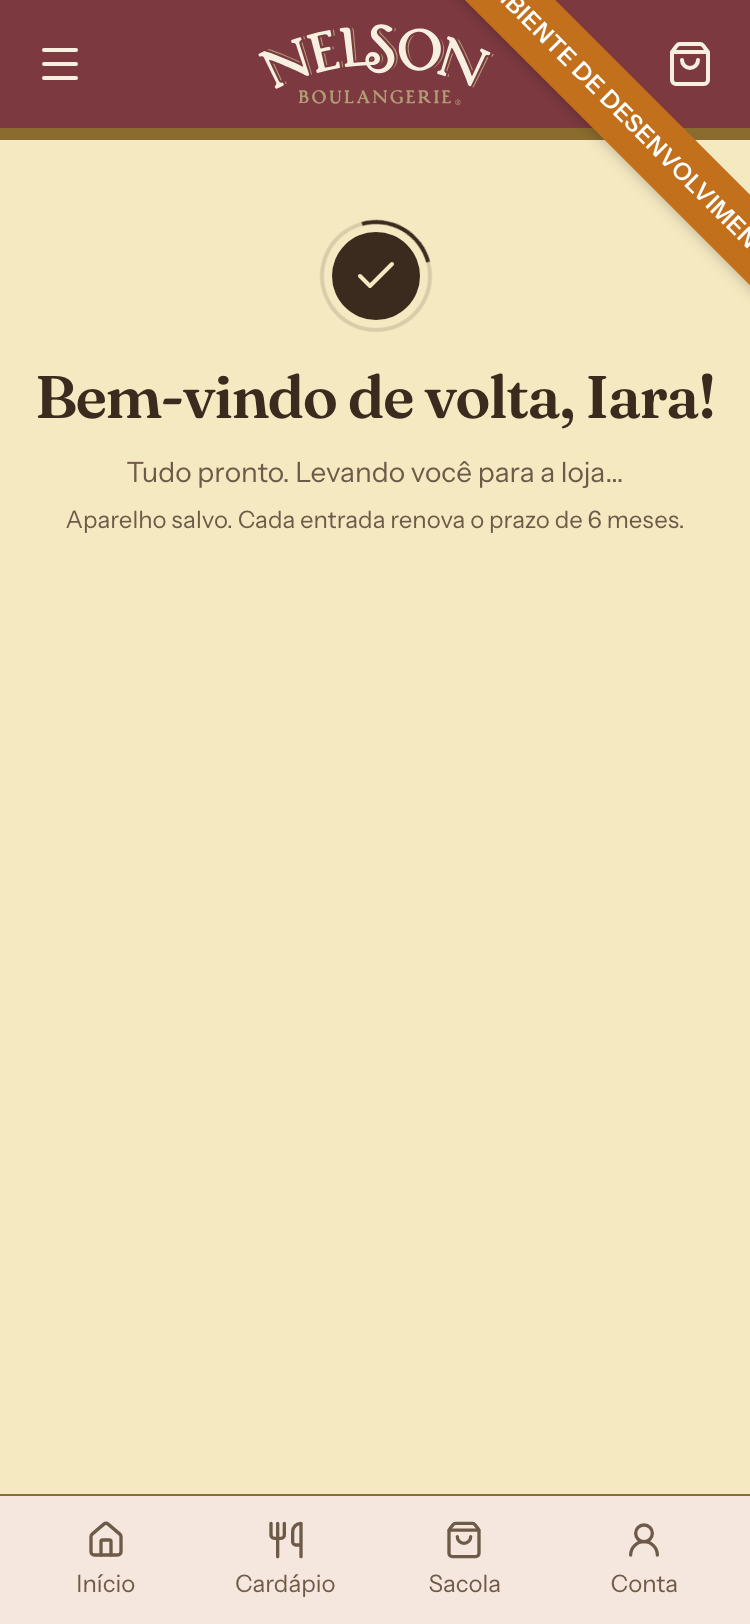 NELSON
BOULANGERIE
DE DESENVOLVIMEN
Bem-vindo de volta, Iara!
Tudo pronto. Levando você para a loja...
Aparelho salvo. Cada entrada renova o prazo de 6 meses.
Início
Cardápio
Sacola
Conta